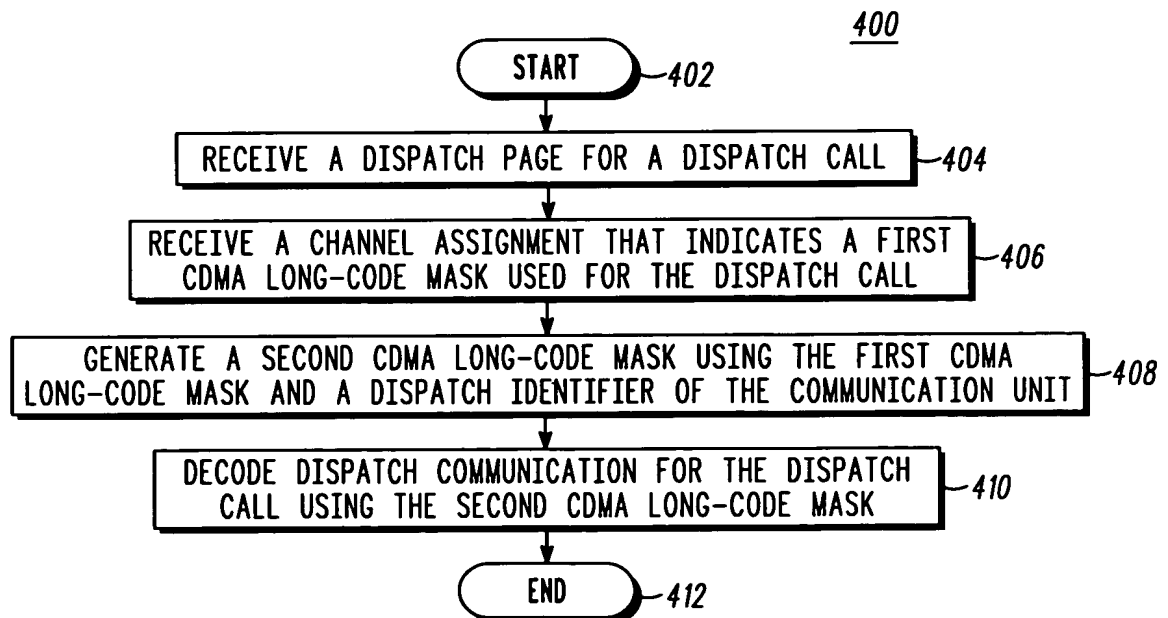 400
START
402
RECEIVE A DISPATCH PAGE FOR A DISPATCH CALL
404
RECEIVE A CHANNEL ASSIGNMENT THAT INDICATES A FIRST
CDMA LONG-CODE MASK USED FOR THE DISPATCH CALL
406
GENERATE A SECOND CDMA LONG-CODE MASK USING THE FIRST CDMA
LONG-CODE MASK AND A DISPATCH IDENTIFIER OF THE COMMUNICATION UNIT
408
DECODE DISPATCH COMMUNICATION FOR THE DISPATCH
CALL USING THE SECOND CDMA LONG-CODE MASK
410
END
412